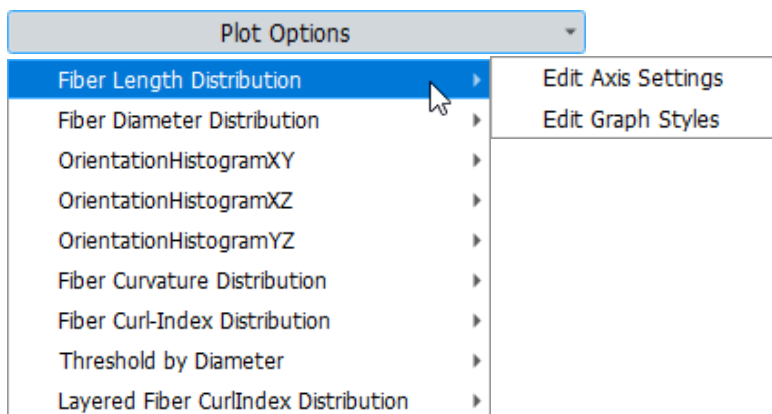 Plot Options
Fiber Length Distribution
Edit Axis Settings
Edit Graph Styles
Fiber Diameter Distribution
OrientationHistogramXY
OrientationHistogramXZ
OrientationHistogramYZ
Fiber Curvature Distribution
Fiber Curl-Index Distribution
Threshold by Diameter
Layered Fiber CurlIndex Distribution